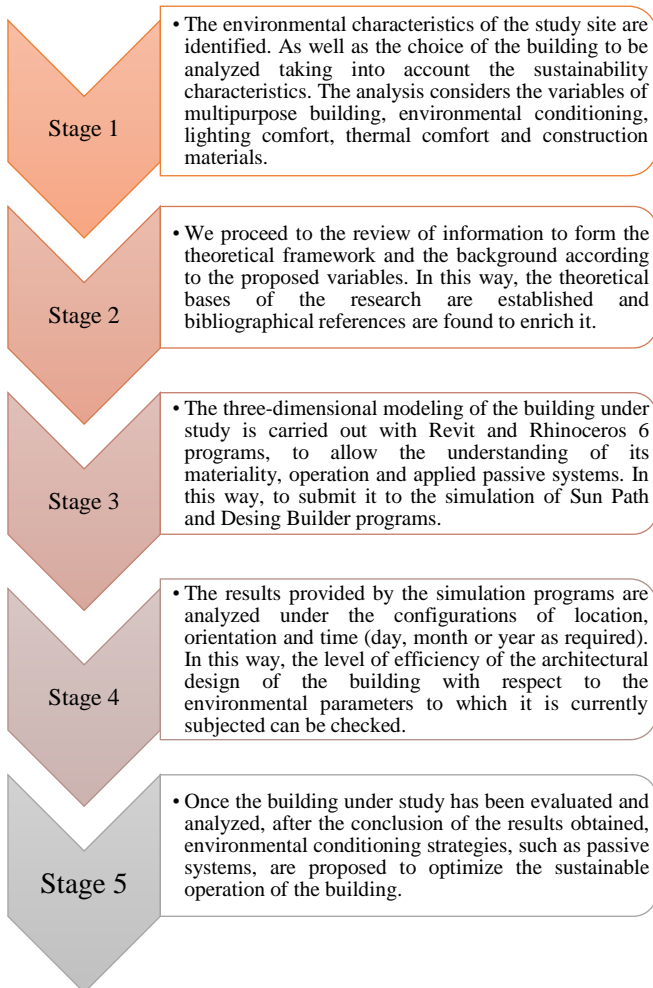 Stage 1
• The environmental characteristics of the study site are
identified. As well as the choice of the building to be
analyzed taking into account the sustainability
characteristics. The analysis considers the variables of
multipurpose building, environmental conditioning,
lighting comfort, thermal comfort and construction
materials.
Stage 2
• We proceed to the review of information to form the
theoretical framework and the background according
to the proposed variables. In this way, the theoretical
bases of the research are established and
bibliographical references are found to enrich it.
Stage 3
• The three-dimensional modeling of the building under
study is carried out with Revit and Rhinoceros 6
programs, to allow the understanding of its
materiality, operation and applied passive systems. In
this way, to submit it to the simulation of Sun Path
and Desing Builder programs.
Stage 4
• The results provided by the simulation programs are
analyzed under the configurations of location,
orientation and time (day, month or year as required).
In this way, the level of efficiency of the architectural
design of the building with respect to the
environmental parameters to which it is currently
subjected can be checked.
Stage 5
• Once the building under study has been evaluated and
analyzed, after the conclusion of the results obtained,
environmental conditioning strategies, such as passive
systems, are proposed to optimize the sustainable
operation of the building.